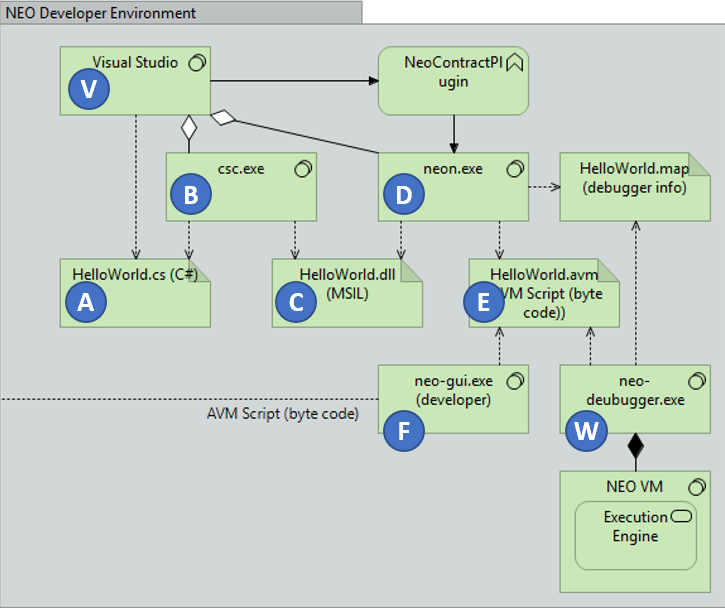 NEO Developer Environment
Visual Studio
V
NeoContractPl
ugin
csc.exe
B
neon.exe
D
HelloWorld.map
(debugger info)
HelloWorld.cs (C#)
A
HelloWorld.dll
(MSIL)
C
HelloWorld.avm
VM Script (byte
code))
E
neo-gui.exe
(developer)
F
neo-
deubugger.exe
W
AVM Script (byte code)
NEO VM
Execution
Engine